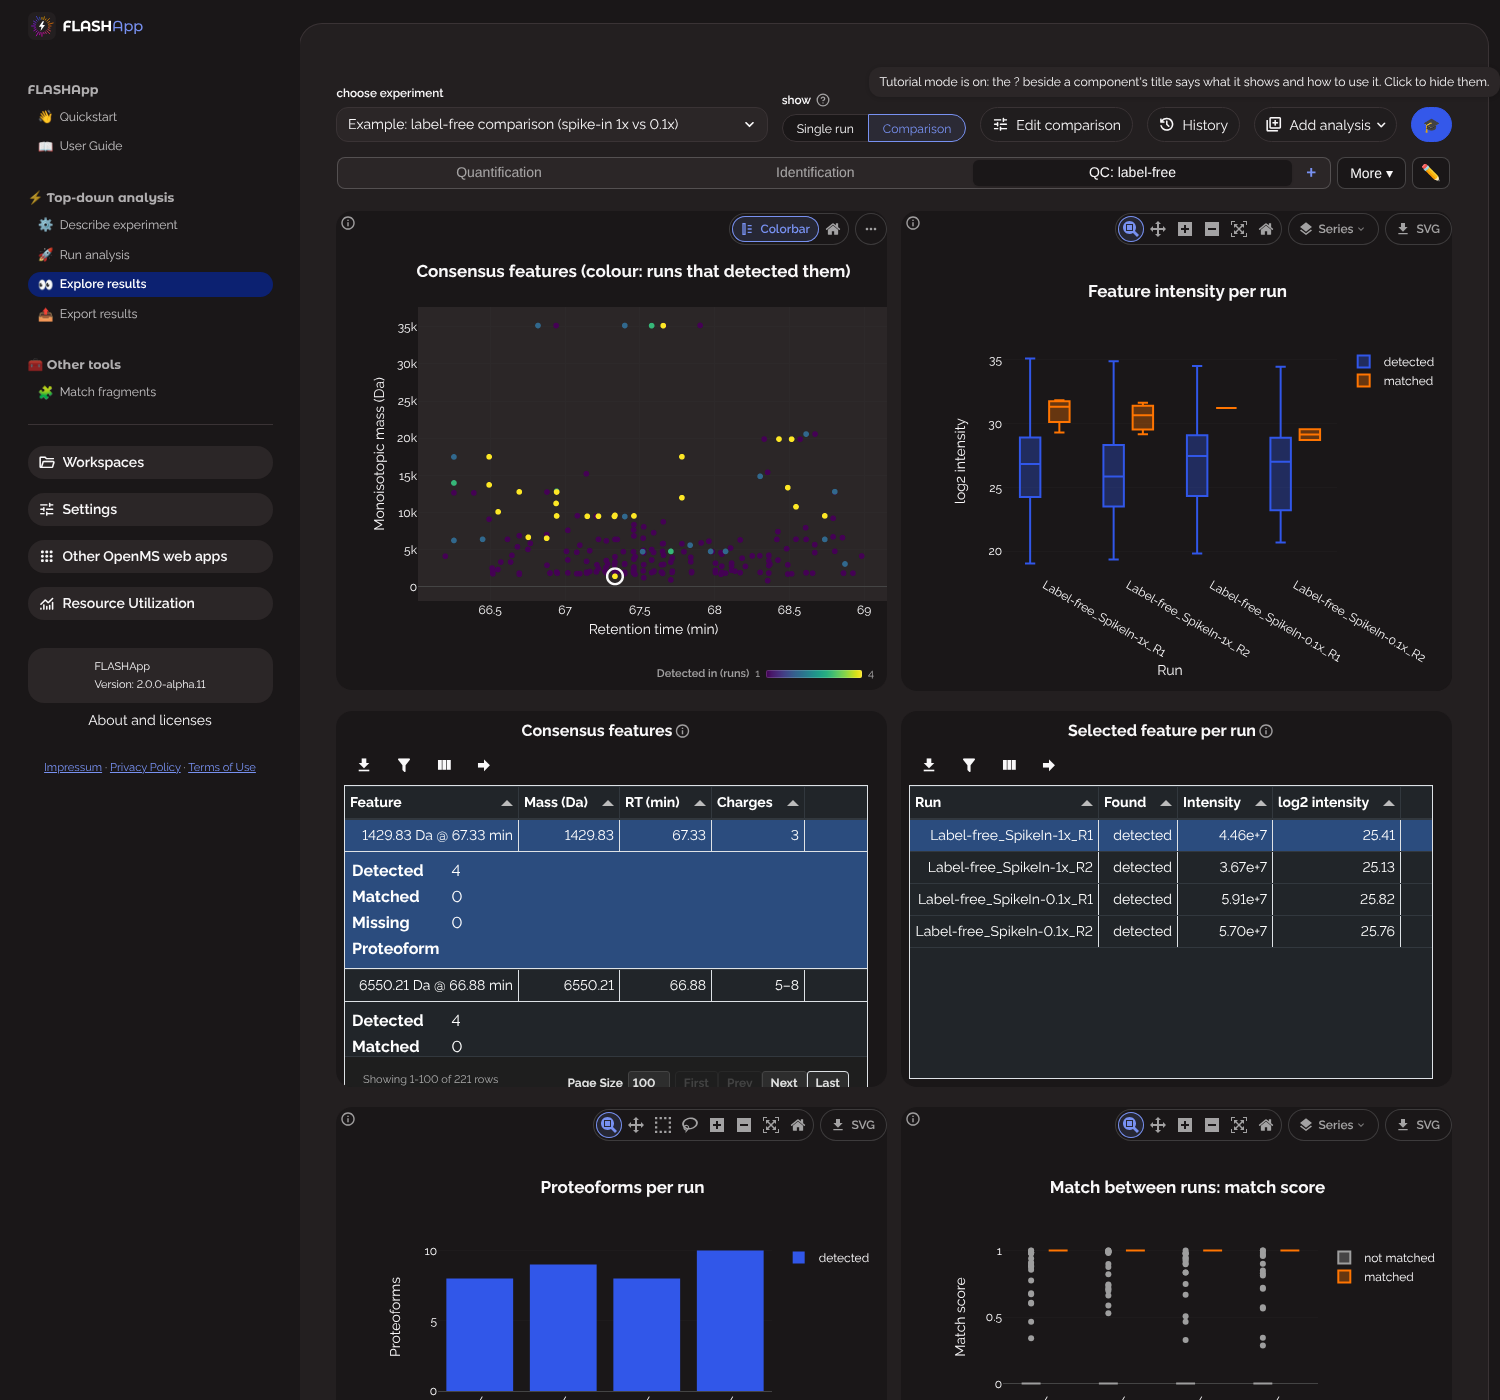 FLASHApp
FLASHApp
👋 Quickstart
📖 User Guide
⚡ Top-down analysis
⚙️ Describe experiment
🚀 Run analysis
👀 Explore results
📤 Export results
🧰 Other tools
🧩 Match fragments
Workspaces
Settings
Other OpenMS web apps
Resource Utilization
FLASHApp
Version: 2.0.0-alpha.11
About and licenses
Impressum · Privacy Policy · Terms of Use
Tutorial mode is on: the ? beside a component's title says what it shows and how to use it. Click to hide them.
choose experiment
Example: label-free comparison (spike-in 1x vs 0.1x)
show ?
Single run Comparison
Edit comparison
History
Add analysis
Quantification Identification QC: label-free + More ▾
Colorbar
Consensus features (colour: runs that detected them)
Monoisotopic mass (Da)
35k
30k
25k
20k
15k
10k
5k
0
66.5 67 67.5 68 68.5 69
Retention time (min)
Detected in (runs) 1 4
Series SVG
Feature intensity per run
log2 intensity
35
30
25
20
detected
matched
Label-free_SpikeIn-1x_R1
Label-free_SpikeIn-1x_R2
Label-free_SpikeIn-0.1x_R1
Label-free_SpikeIn-0.1x_R2
Run
Consensus features
Feature Mass (Da) RT (min) Charges
1429.83 Da @ 67.33 min 1429.83 67.33 3
Detected 4
Matched 0
Missing 0
Proteoform
6550.21 Da @ 66.88 min 6550.21 66.88 5–8
Detected 4
Matched 0
Showing 1-100 of 221 rows Page Size 100 First Prev Next Last
Selected feature per run
Run Found Intensity log2 intensity
Label-free_SpikeIn-1x_R1 detected 4.46e+7 25.41
Label-free_SpikeIn-1x_R2 detected 3.67e+7 25.13
Label-free_SpikeIn-0.1x_R1 detected 5.91e+7 25.82
Label-free_SpikeIn-0.1x_R2 detected 5.70e+7 25.76
SVG
Proteoforms per run
Proteoforms
10
5
0
detected
Series SVG
Match between runs: match score
Match score
1
0.5
0
not matched
matched